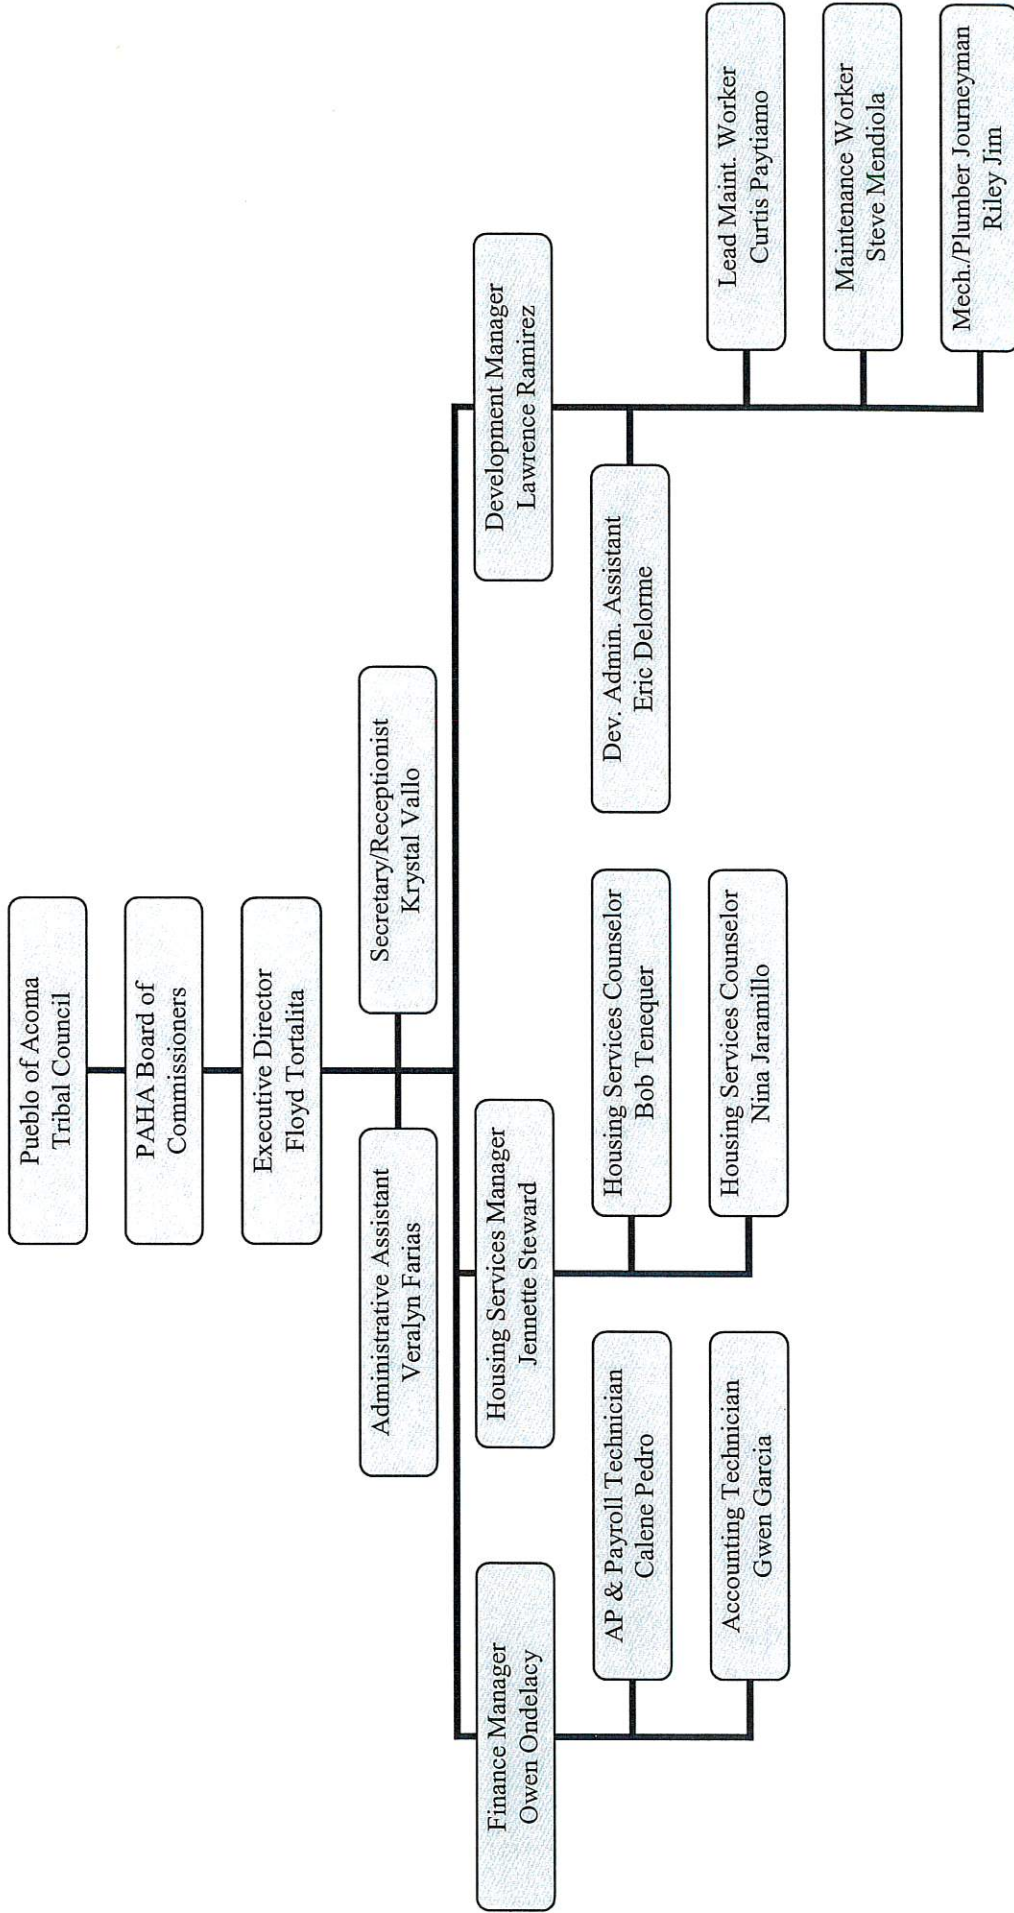 Pueblo of Acoma
Tribal Council
PAHA Board of
Commissioners
Executive Director
Floyd Tortalita
Administrative Assistant
Veralyn Farias
Secretary/Receptionist
Krystal Vallo
Finance Manager
Owen Ondelacy
Housing Services Manager
Jennette Steward
Development Manager
Lawrence Ramirez
AP & Payroll Technician
Calene Pedro
Accounting Technician
Gwen Garcia
Housing Services Counselor
Bob Tenequer
Housing Services Counselor
Nina Jaramillo
Dev. Admin. Assistant
Eric Delorme
Lead Maint. Worker
Curtis Paytiamo
Maintenance Worker
Steve Mendiola
Mech./Plumber Journeyman
Riley Jim